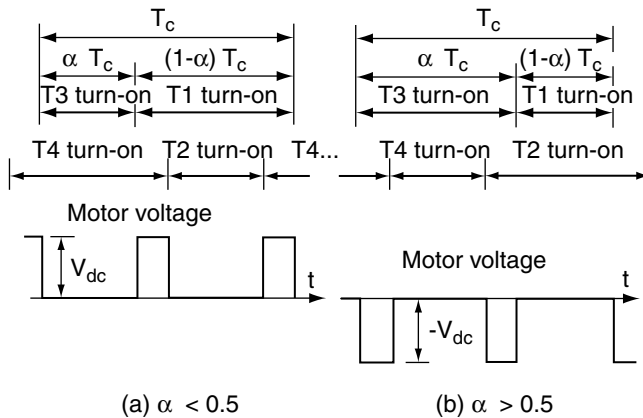 T_c
α T_c (1-α) T_c
T3 turn-on T1 turn-on
T4 turn-on T2 turn-on T4...
Motor voltage
V_dc
t
(a) α < 0.5
T_c
α T_c (1-α) T_c
T3 turn-on T1 turn-on
T4 turn-on T2 turn-on
Motor voltage
t
-V_dc
(b) α > 0.5